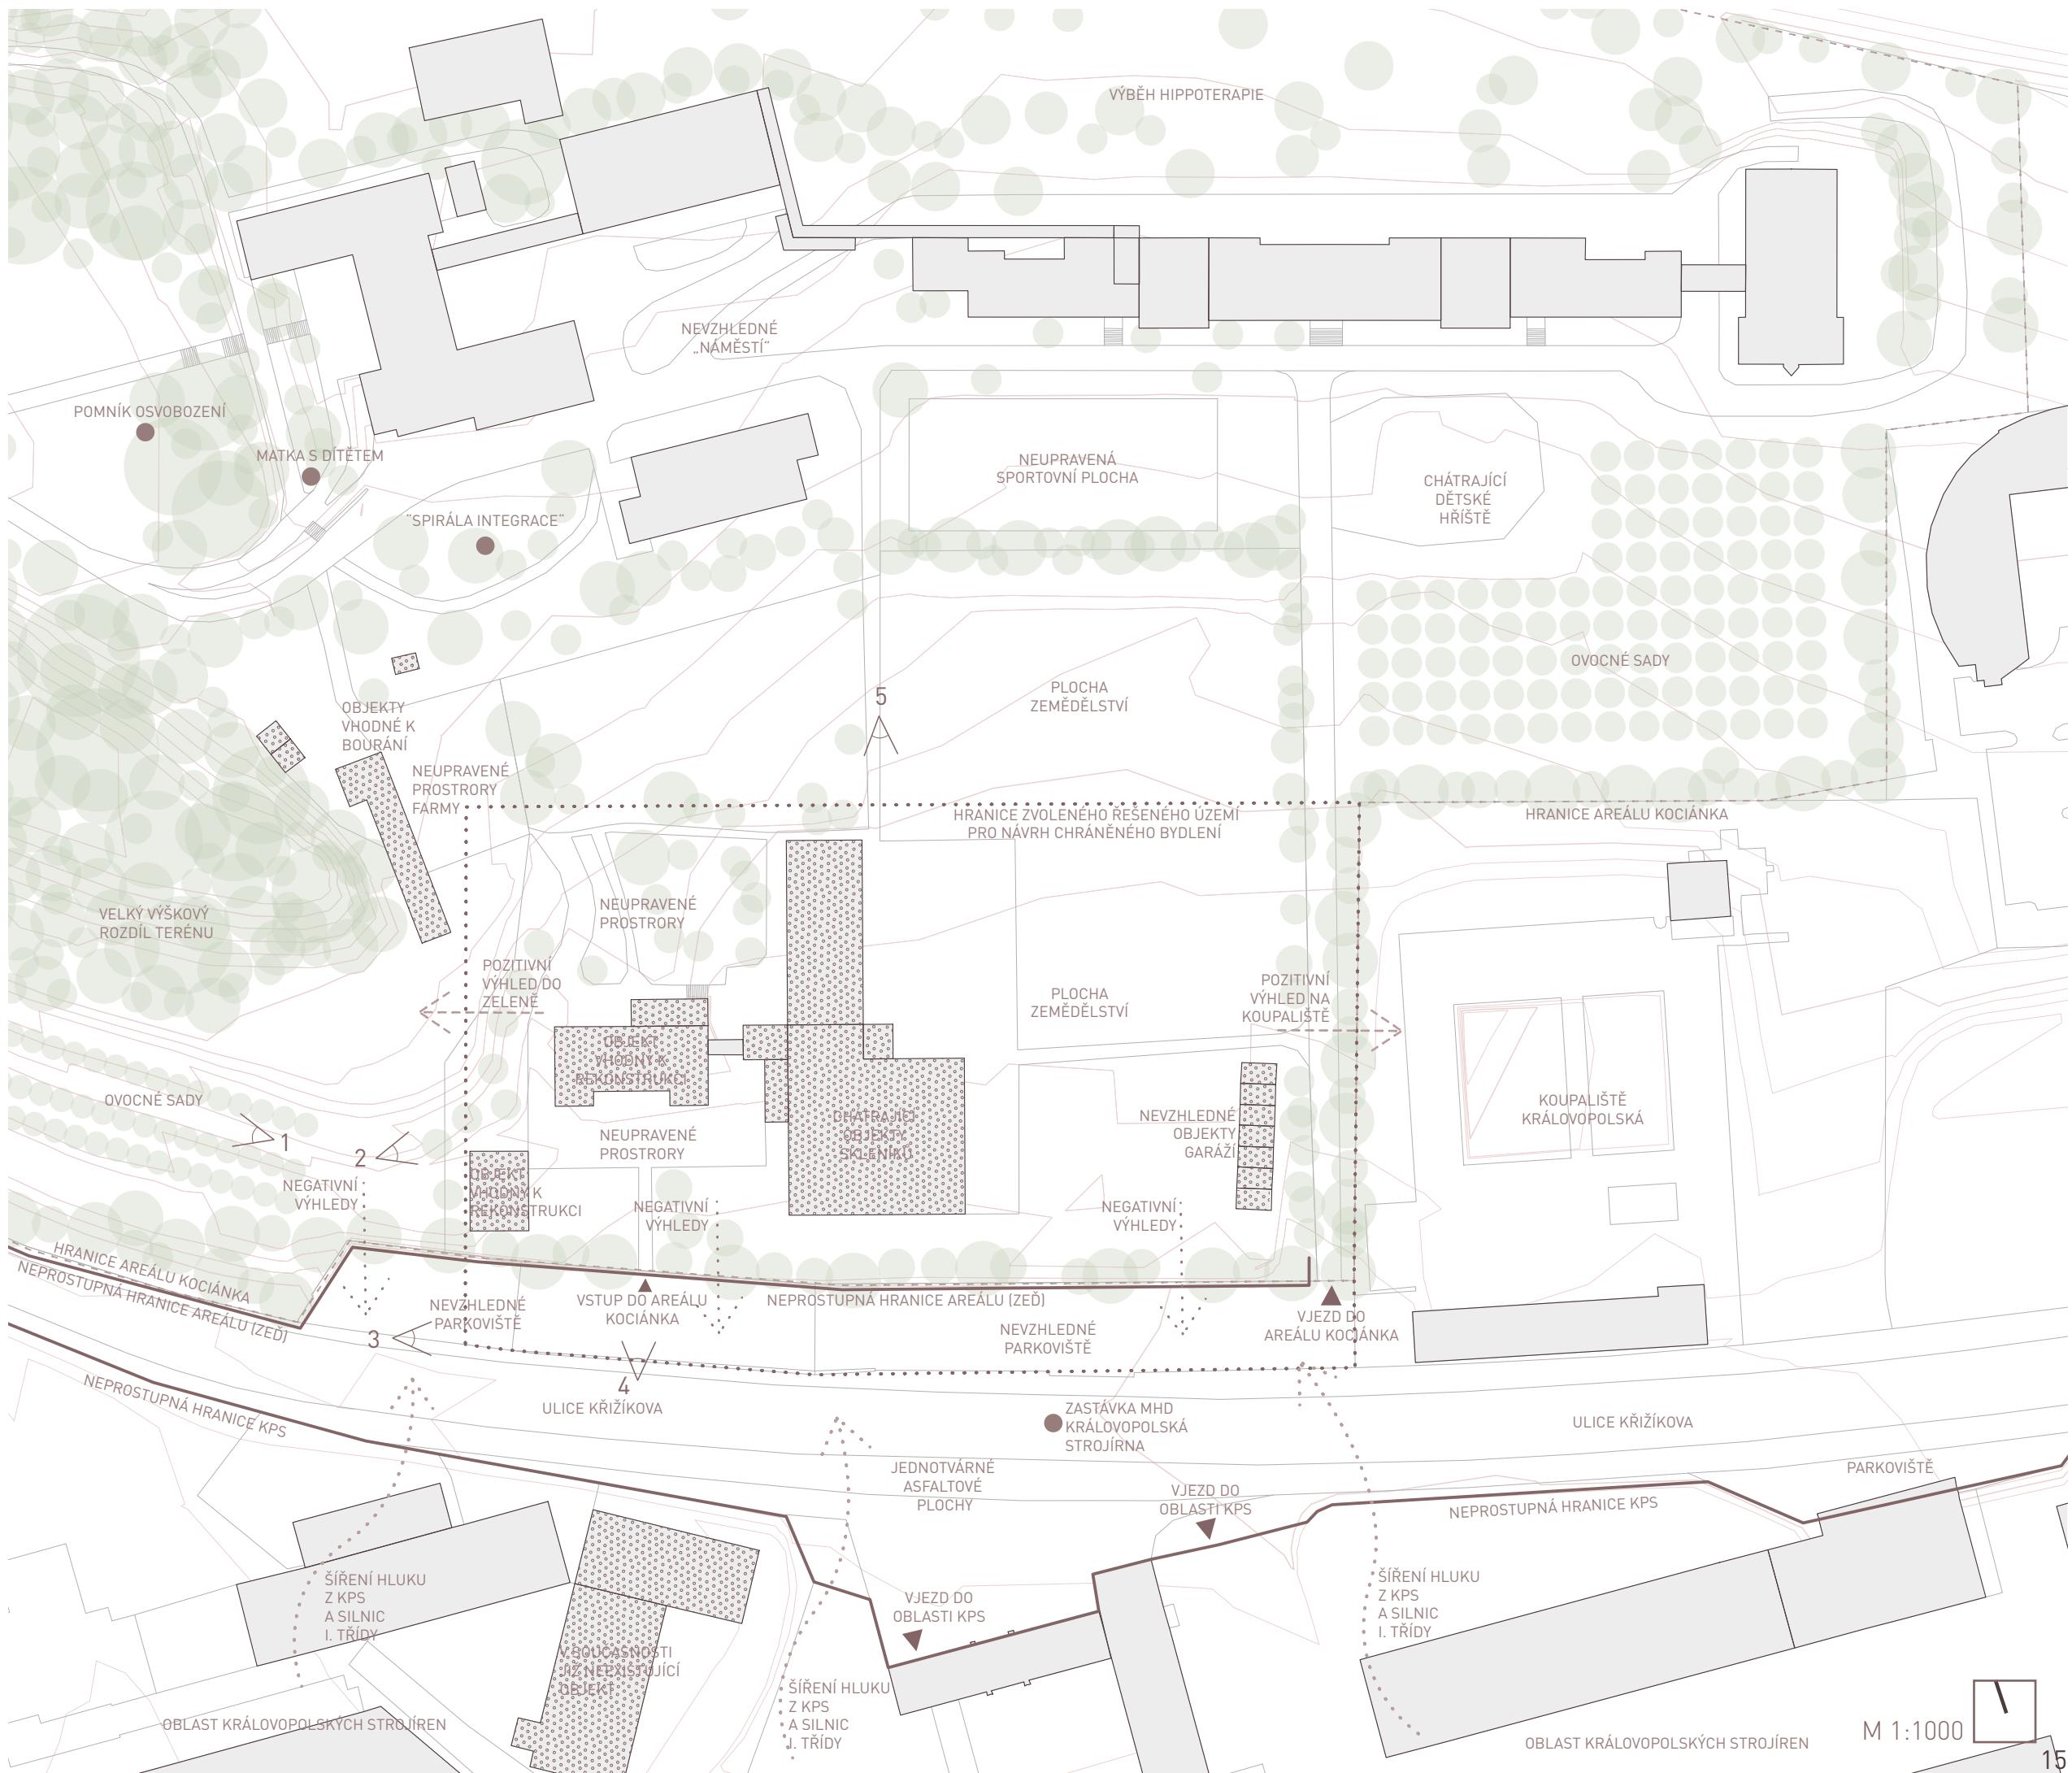 VÝBĚH HIPPOTERAPIE
NEVZHLEDNÉ
„NÁMĚSTÍ“
POMNÍK OSVOBOZENÍ
MATKA S DÍTĚTEM
"SPIRÁLA INTEGRACE"
NEUPRAVENÁ
SPORTOVNÍ PLOCHA
CHÁTRAJÍCÍ
DĚTSKÉ
HŘÍŠTĚ
OVOCNÉ SADY
PLOCHA
ZEMĚDĚLSTVÍ
5
OBJEKTY
VHODNÉ K
BOURÁNÍ
NEUPRAVENÉ
PROSTRORY
FARMY
HRANICE ZVOLENÉHO ŘEŠENÉHO ÚZEMÍ
PRO NÁVRH CHRÁNĚNÉHO BYDLENÍ
HRANICE AREÁLU KOCIÁNKA
VELKÝ VÝŠKOVÝ
ROZDÍL TERÉNU
NEUPRAVENÉ
PROSTRORY
POZITIVNÍ
VÝHLED DO
ZELENĚ
PLOCHA
ZEMĚDĚLSTVÍ
POZITIVNÍ
VÝHLED NA
KOUPALIŠTĚ
OBJEKT
VHODNÝ K
REKONSTRUKCI
OVOCNÉ SADY
CHÁTRAJÍCÍ
OBJEKTY
SKLENÍKŮ
NEVZHLEDNÉ
OBJEKTY
GARÁŽÍ
KOUPALIŠTĚ
KRÁLOVOPOLSKÁ
1
2
NEUPRAVENÉ
PROSTRORY
OBJEKT
VHODNÝ K
REKONSTRUKCI
NEGATIVNÍ
VÝHLEDY
NEGATIVNÍ
VÝHLEDY
NEGATIVNÍ
VÝHLEDY
HRANICE AREÁLU KOCIÁNKA
NEPROSTUPNÁ HRANICE AREÁLU (ZEĎ)
NEVZHLEDNÉ
PARKOVIŠTĚ
VSTUP DO AREÁLU
KOCIÁNKA
NEPROSTUPNÁ HRANICE AREÁLU (ZEĎ)
NEVZHLEDNÉ
PARKOVIŠTĚ
VJEZD DO
AREÁLU KOCIÁNKA
3
4
NEPROSTUPNÁ HRANICE KPS
ULICE KŘIŽÍKOVA
ZASTÁVKA MHD
KRÁLOVOPOLSKÁ
STROJÍRNA
ULICE KŘIŽÍKOVA
JEDNOTVÁRNÉ
ASFALTOVÉ
PLOCHY
PARKOVIŠTĚ
VJEZD DO
OBLASTI KPS
NEPROSTUPNÁ HRANICE KPS
ŠÍŘENÍ HLUKU
Z KPS
A SILNIC
I. TŘÍDY
VJEZD DO
OBLASTI KPS
ŠÍŘENÍ HLUKU
Z KPS
A SILNIC
I. TŘÍDY
V SOUČASNOSTI
JIŽ NEEXISTUJÍCÍ
OBJEKT
ŠÍŘENÍ HLUKU
Z KPS
A SILNIC
I. TŘÍDY
OBLAST KRÁLOVOPOLSKÝCH STROJÍREN
OBLAST KRÁLOVOPOLSKÝCH STROJÍREN
M 1:1000
15